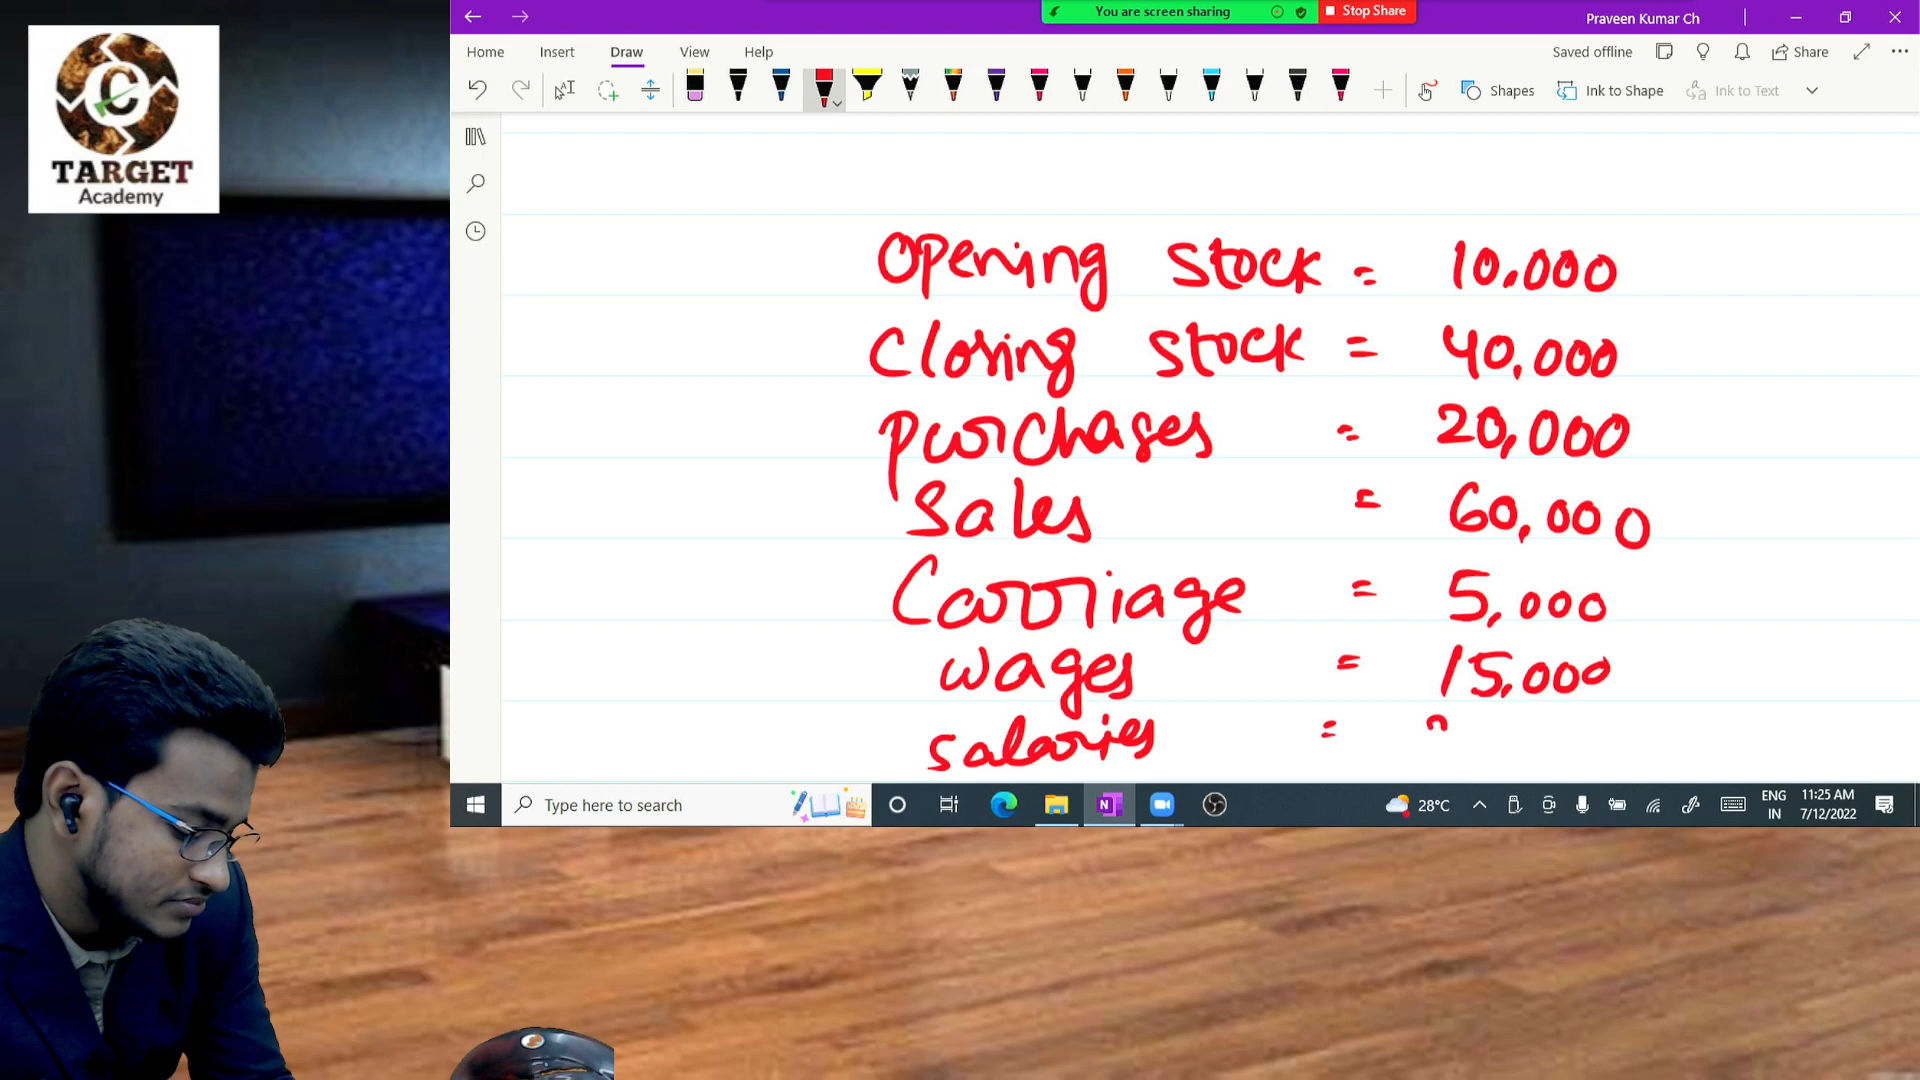 You are screen sharing
Stop Share
Praveen Kumar Ch
Home Insert Draw View Help
Saved offline Share
Shapes Ink to Shape Ink to Text
C
TARGET
Academy
Opening Stock = 10,000
Closing Stock = 40,000
Purchases = 20,000
Sales = 60,000
Carriage = 5,000
Wages = 15,000
Salaries =
Type here to search
N
28°C
ENG
IN
11:25 AM
7/12/2022